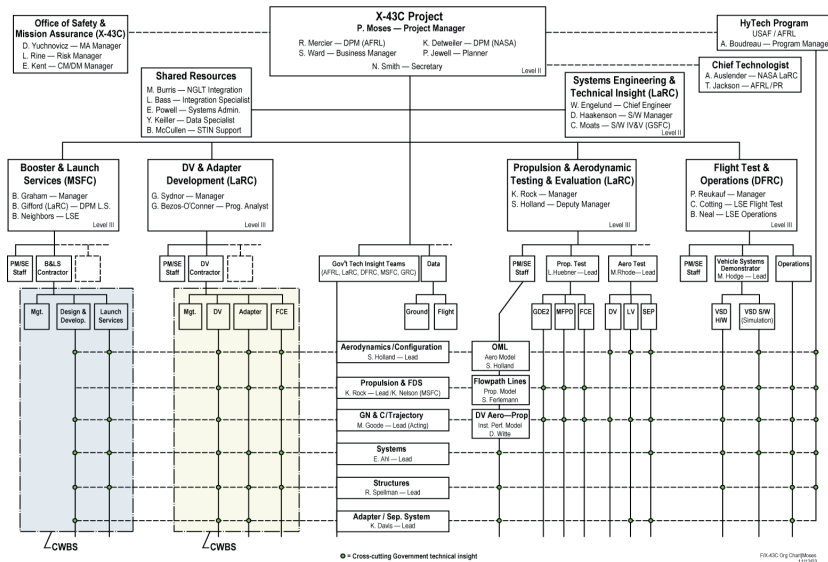 Office of Safety &
Mission Assurance (X-43C)
D. Yuchnovicz — MA Manager
L. Rine — Risk Manager
E. Kent — CM/DM Manager
X-43C Project
P. Moses — Project Manager
R. Mercier — DPM (AFRL)
K. Detweiler — DPM (NASA)
S. Ward — Business Manager
P. Jewell — Planner
N. Smith — Secretary
Level II
HyTech Program
USAF / AFRL
A. Boudreau — Program Manage
Chief Technologist
A. Auslender — NASA LaRC
T. Jackson — AFRL/PR
Shared Resources
M. Burris — NGLT Integration
L. Bass — Integration Specialist
E. Powell — Systems Admin.
Y. Keiller — Data Specialist
B. McCullen — STIN Support
Systems Engineering &
Technical Insight (LaRC)
W. Engelund — Chief Engineer
D. Haakenson — S/W Manager
C. Moats — S/W IV&V (GSFC)
Level II
Booster & Launch
Services (MSFC)
B. Graham — Manager
B. Gifford (LaRC) — DPM L.S.
B. Neighbors — LSE
Level III
DV & Adapter
Development (LaRC)
G. Sydnor — Manager
G. Bezos-O'Conner — Prog. Analyst
Level III
Propulsion & Aerodynamic
Testing & Evaluation (LaRC)
K. Rock — Manager
S. Holland — Deputy Manager
Level III
Flight Test &
Operations (DFRC)
P. Reukauf — Manager
C. Cotting — LSE Flight Test
B. Neal — LSE Operations
Level III
PM/SE
Staff
B&LS
Contractor
PM/SE
Staff
DV
Contractor
Gov't Tech Insight Teams
(AFRL, LaRC, DFRC, MSFC, GRC)
Data
PM/SE
Staff
Prop. Test
L.Huebner—Lead
Aero Test
M.Rhode—Lead
PM/SE
Staff
Vehicle Systems
Demonstrator
M. Hodge — Lead
Operations
Mgt.
Design &
Develop.
Launch
Services
Mgt.
DV
Adapter
FCE
Ground
Flight
GDE2
MFPD
FCE
DV
LV
SEP
VSD
H/W
VSD S/W
(Simulation)
Aerodynamics/Configuration
S. Holland — Lead
OML
Aero Model
S. Holland
Propulsion & FDS
K. Rock — Lead /K. Nelson (MSFC)
Flowpath Lines
Prop. Model
S. Ferlemann
GN & C/Trajectory
M. Goode — Lead (Acting)
DV Aero—Prop
Inst. Perf. Model
D. Witte
Systems
E. Ahl — Lead
Structures
R. Spellman — Lead
Adapter / Sep. System
K. Davis — Lead
CWBS
CWBS
= Cross-cutting Government technical insight
F/X-43C Org Chart|Moses